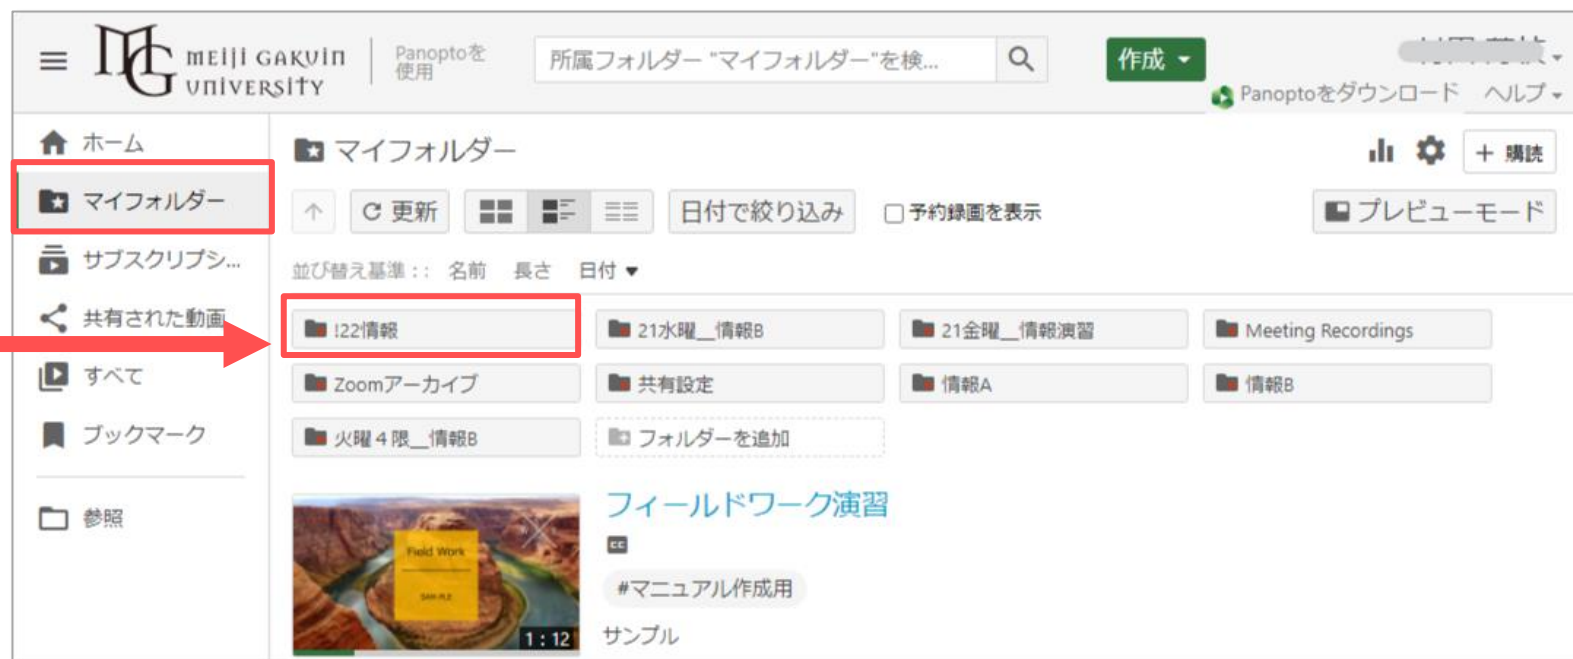 MEIJI GAKUIN
UNIVERSITY
Panoptoを
使用
所属フォルダー "マイフォルダー"を検...
作成
Panoptoをダウンロード
ヘルプ
ホーム
マイフォルダー
サブスクリプシ...
共有された動画
すべて
ブックマーク
参照
マイフォルダー
+ 購読
更新
日付で絞り込み
予約録画を表示
プレビューモード
並び替え基準:: 名前 長さ 日付
!22情報
21水曜__情報B
21金曜__情報演習
Meeting Recordings
Zoomアーカイブ
共有設定
情報A
情報B
火曜４限__情報B
フォルダーを追加
Field Work
SAMPLE
1:12
フィールドワーク演習
cc
#マニュアル作成用
サンプル